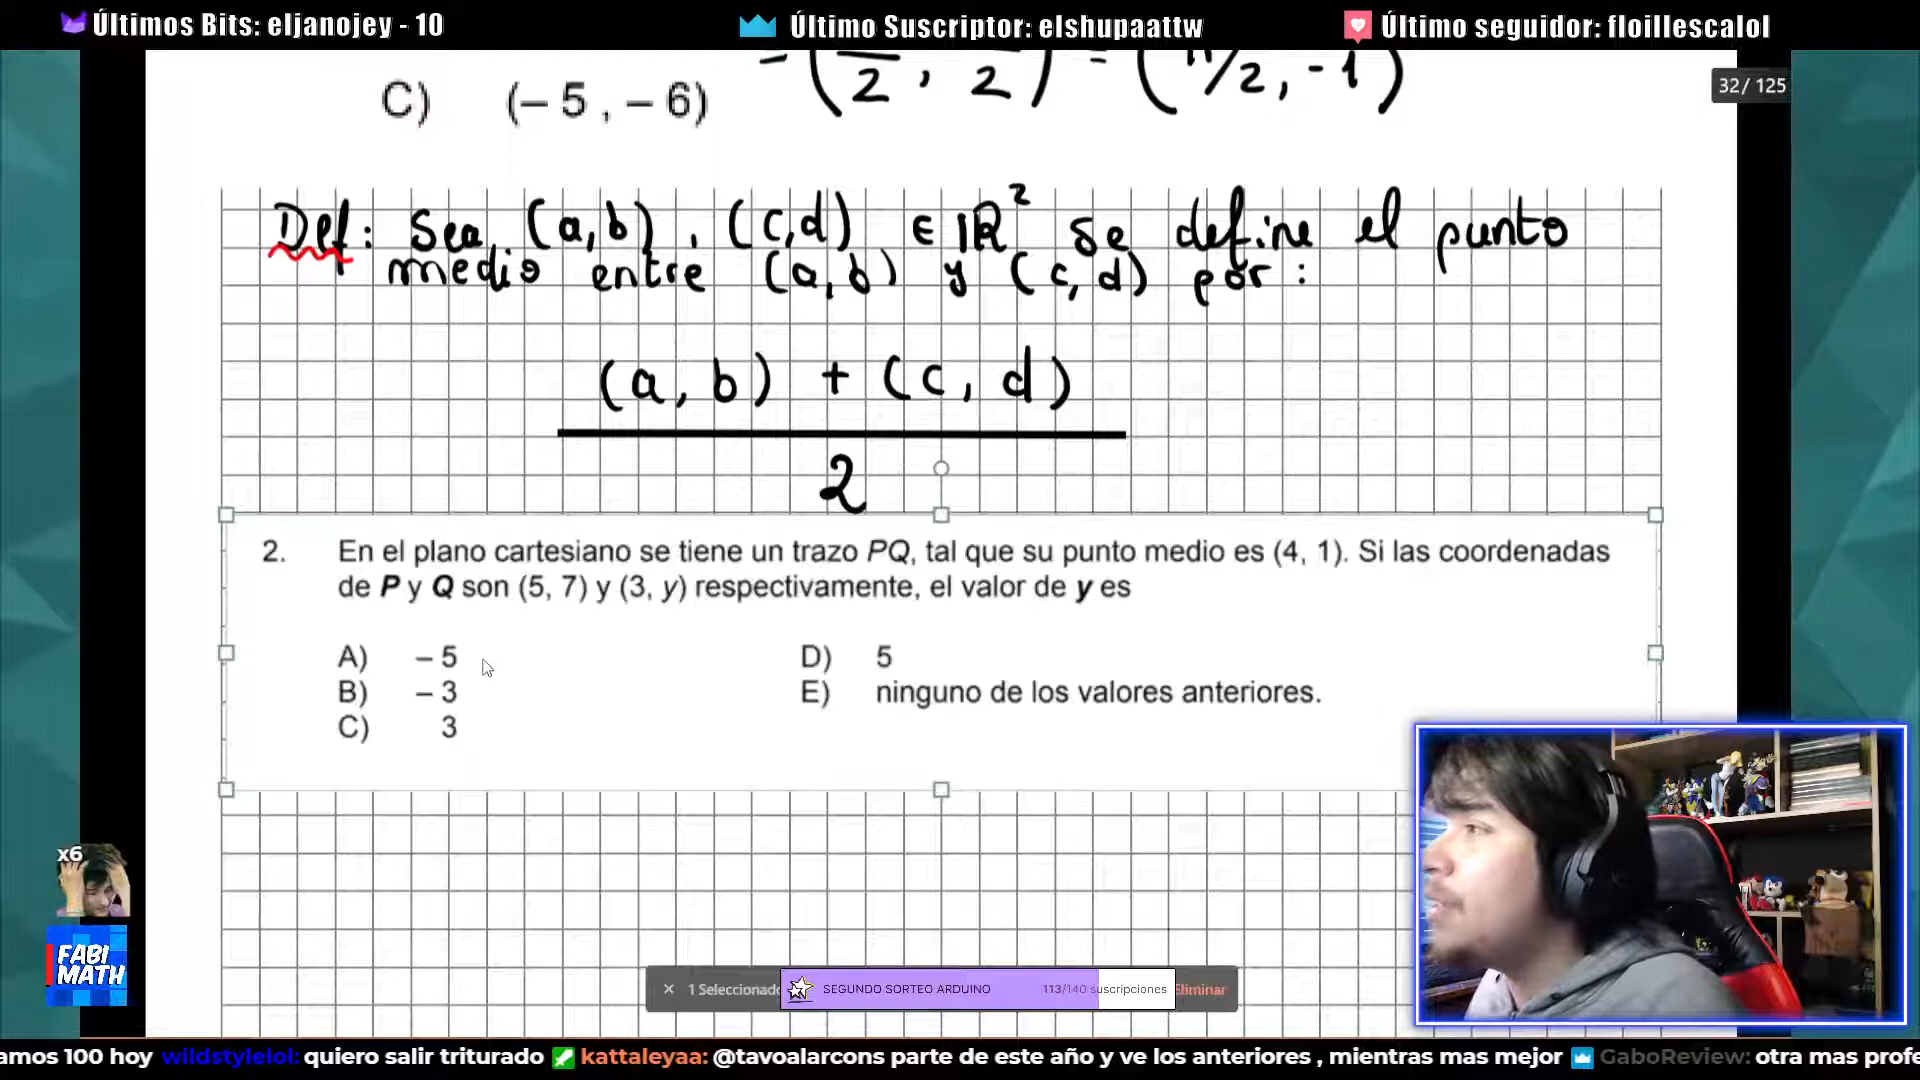 Últimos Bits: eljanojey - 10
Último Suscriptor: elshupaattw
Último seguidor: floillescalol
32/ 125
C) (– 5 , – 6)
Def: Sea (a,b), (c,d) ∈ ℝ² se define el punto
medio entre (a,b) y (c,d) por:
(a, b) + (c, d)
2
2. En el plano cartesiano se tiene un trazo PQ, tal que su punto medio es (4, 1). Si las coordenadas
de P y Q son (5, 7) y (3, y) respectivamente, el valor de y es
A) – 5
B) – 3
C) 3
D) 5
E) ninguno de los valores anteriores.
x6
FABI
MATH
1 Seleccionado
SEGUNDO SORTEO ARDUINO 113/140 suscripciones
Eliminar
amos 100 hoy wildstylelol: quiero salir triturado kattaleyaa: @tavoalarcons parte de este año y ve los anteriores , mientras mas mejor GaboReview: otra mas profe